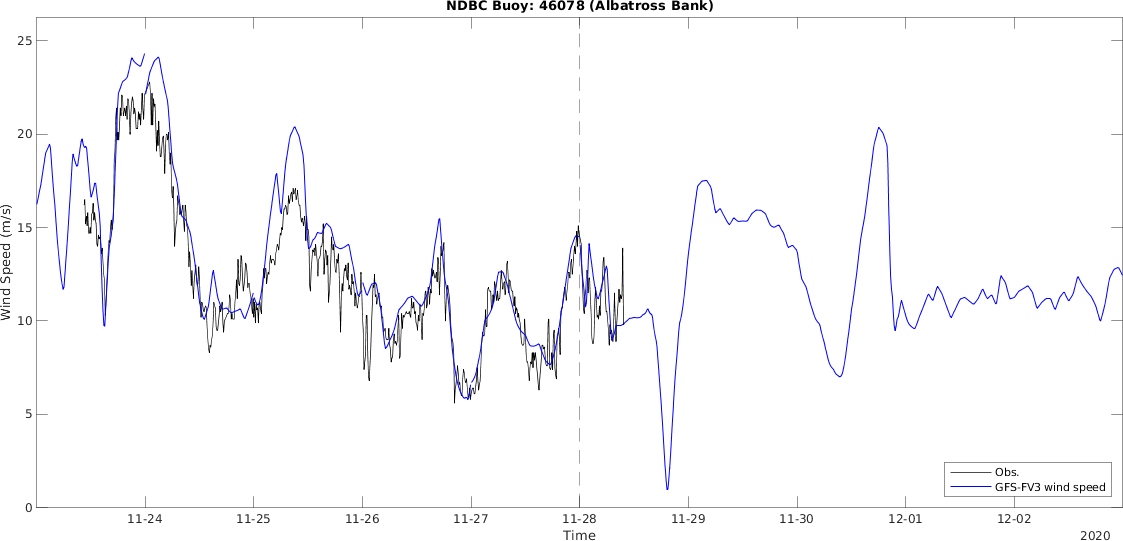 NDBC Buoy: 46078 (Albatross Bank)
Wind Speed (m/s)
25
20
15
10
5
0
11-24 11-25 11-26 11-27 11-28 11-29 11-30 12-01 12-02
Time
2020
Obs.
GFS-FV3 wind speed